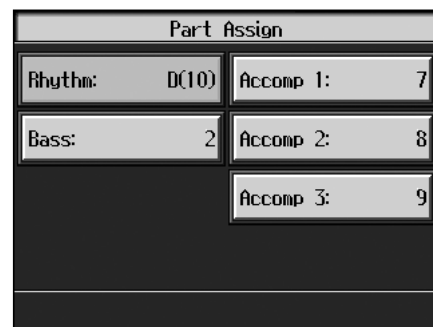 Part Assign
Rhythm: D(10)
Accomp 1: 7
Bass: 2
Accomp 2: 8
Accomp 3: 9